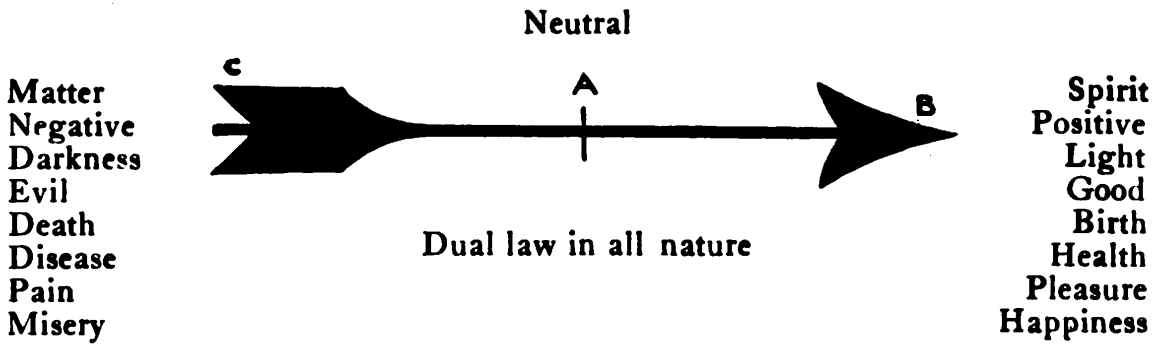 Neutral
C
A
B
Matter
Negative
Darkness
Evil
Death
Disease
Pain
Misery
Spirit
Positive
Light
Good
Birth
Health
Pleasure
Happiness
Dual law in all nature